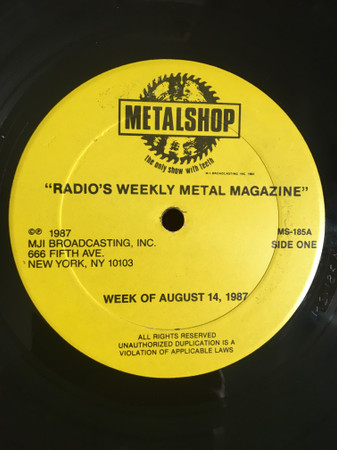 METALSHOP
The only show with teeth
"RADIO'S WEEKLY METAL MAGAZINE"
©℗ 1987
MJI BROADCASTING, INC.
666 FIFTH AVE.
NEW YORK, NY 10103
MS-185A
SIDE ONE
WEEK OF AUGUST 14, 1987
ALL RIGHTS RESERVED
UNAUTHORIZED DUPLICATION IS A
VIOLATION OF APPLICABLE LAWS